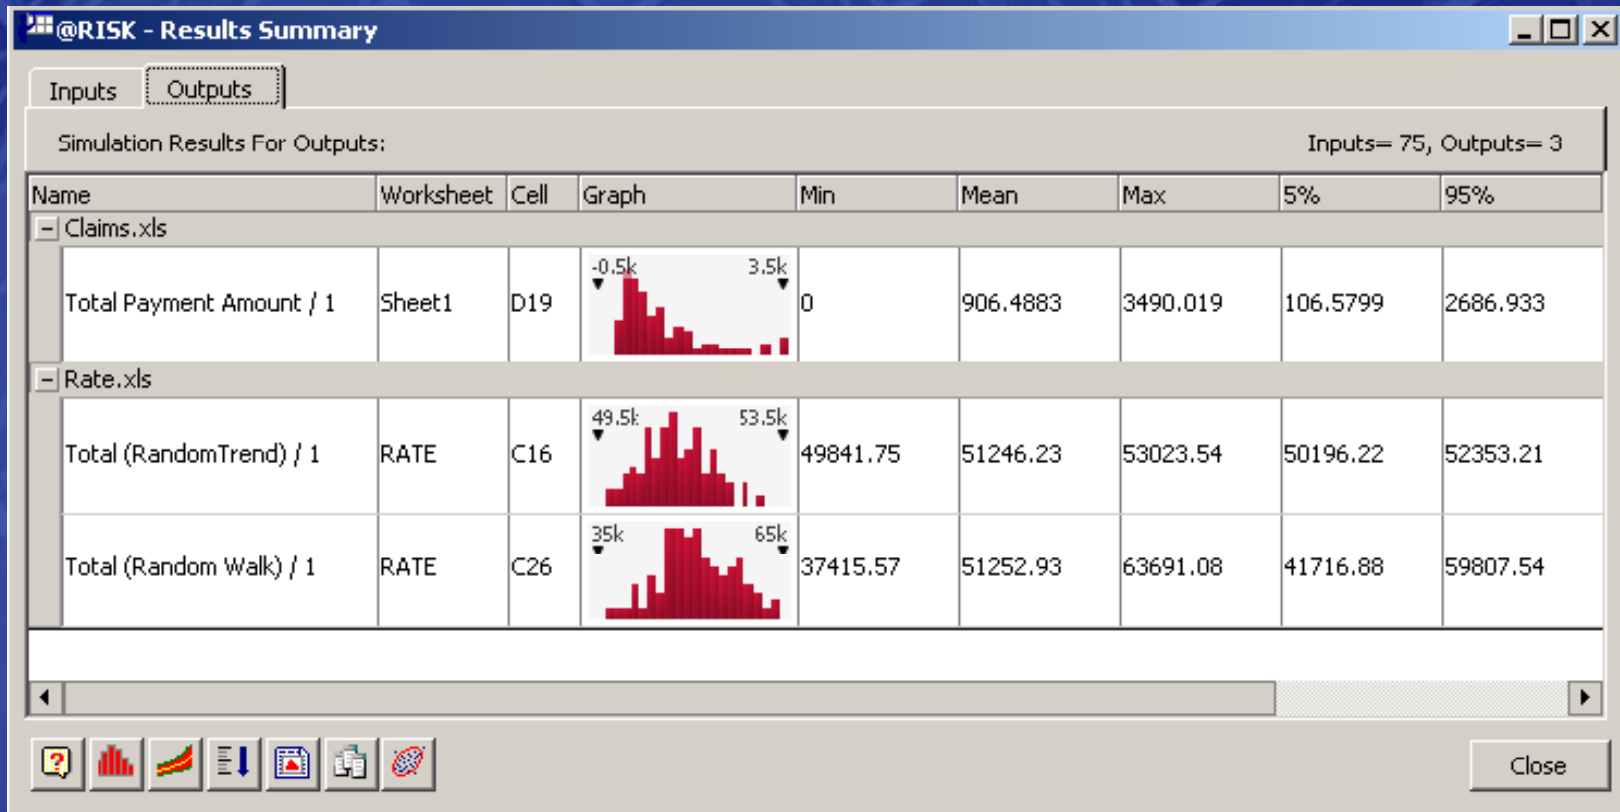 @RISK - Results Summary
Inputs Outputs
Simulation Results For Outputs: Inputs= 75, Outputs= 3
Name Worksheet Cell Graph Min Mean Max 5% 95%
Claims.xls
-0.5k 3.5k
Total Payment Amount / 1 Sheet1 D19 0 906.4883 3490.019 106.5799 2686.933
Rate.xls
49.5k 53.5k
Total (RandomTrend) / 1 RATE C16 49841.75 51246.23 53023.54 50196.22 52353.21
35k 65k
Total (Random Walk) / 1 RATE C26 37415.57 51252.93 63691.08 41716.88 59807.54
Close